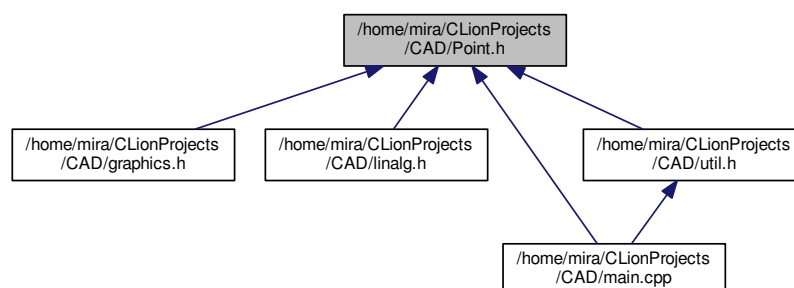 /home/mira/CLionProjects
/CAD/Point.h
/home/mira/CLionProjects
/CAD/graphics.h
/home/mira/CLionProjects
/CAD/linalg.h
/home/mira/CLionProjects
/CAD/util.h
/home/mira/CLionProjects
/CAD/main.cpp